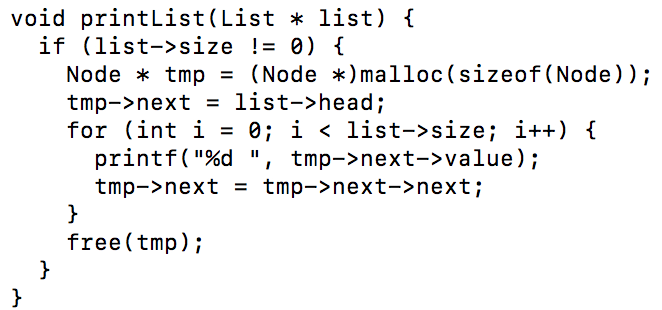 void printList(List * list) {
  if (list->size != 0) {
    Node * tmp = (Node *)malloc(sizeof(Node));
    tmp->next = list->head;
    for (int i = 0; i < list->size; i++) {
      printf("%d ", tmp->next->value);
      tmp->next = tmp->next->next;
    }
    free(tmp);
  }
}